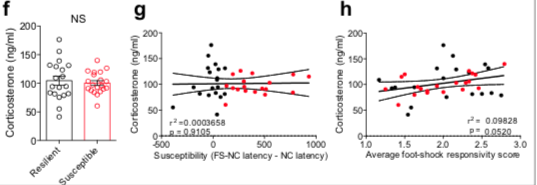 f
NS
Corticosterone (ng/ml)
200
150
100
50
0
Resilient
Susceptible
g
Corticosterone (ng/ml)
200
150
100
50
0
r²=0.0003658
p = 0.9105
-500
0
500
1000
Susceptibility (FS-NC latency - NC latency)
h
Corticosterone (ng/ml)
200
150
100
50
0
r²= 0.09828
p = 0.0520
1.0
1.5
2.0
2.5
3.0
Average foot-shock responsivity score